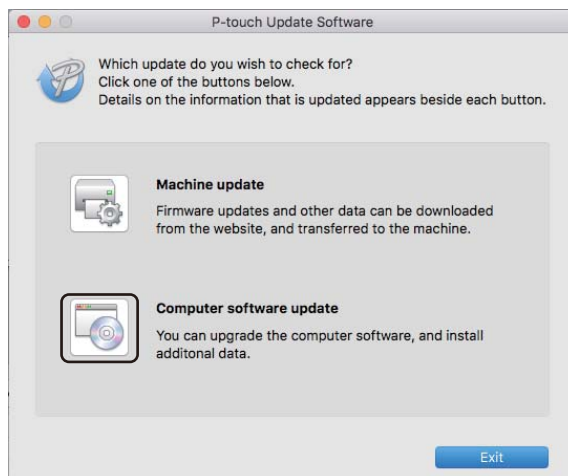 P-touch Update Software
Which update do you wish to check for?
Click one of the buttons below.
Details on the information that is updated appears beside each button.
Machine update
Firmware updates and other data can be downloaded
from the website, and transferred to the machine.
Computer software update
You can upgrade the computer software, and install
additonal data.
Exit